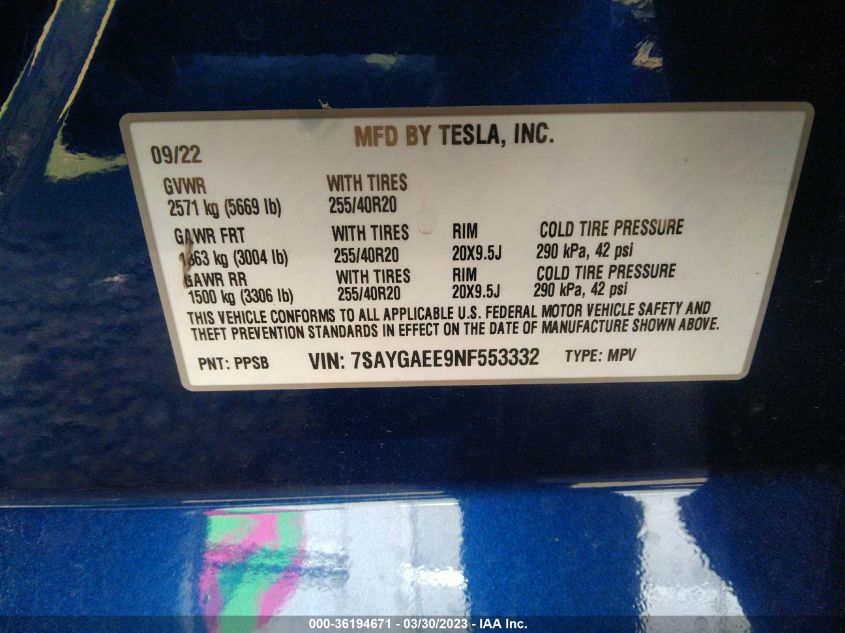 MFD BY TESLA, INC.
09/22
GVWR WITH TIRES
2571 kg (5669 lb) 255/40R20
GAWR FRT WITH TIRES RIM COLD TIRE PRESSURE
1363 kg (3004 lb) 255/40R20 20X9.5J 290 kPa, 42 psi
GAWR RR WITH TIRES RIM COLD TIRE PRESSURE
1500 kg (3306 lb) 255/40R20 20X9.5J 290 kPa, 42 psi
THIS VEHICLE CONFORMS TO ALL APPLICABLE U.S. FEDERAL MOTOR VEHICLE SAFETY AND
THEFT PREVENTION STANDARDS IN EFFECT ON THE DATE OF MANUFACTURE SHOWN ABOVE.
PNT: PPSB VIN: 7SAYGAEE9NF553332 TYPE: MPV
000-36194671 - 03/30/2023 - IAA Inc.